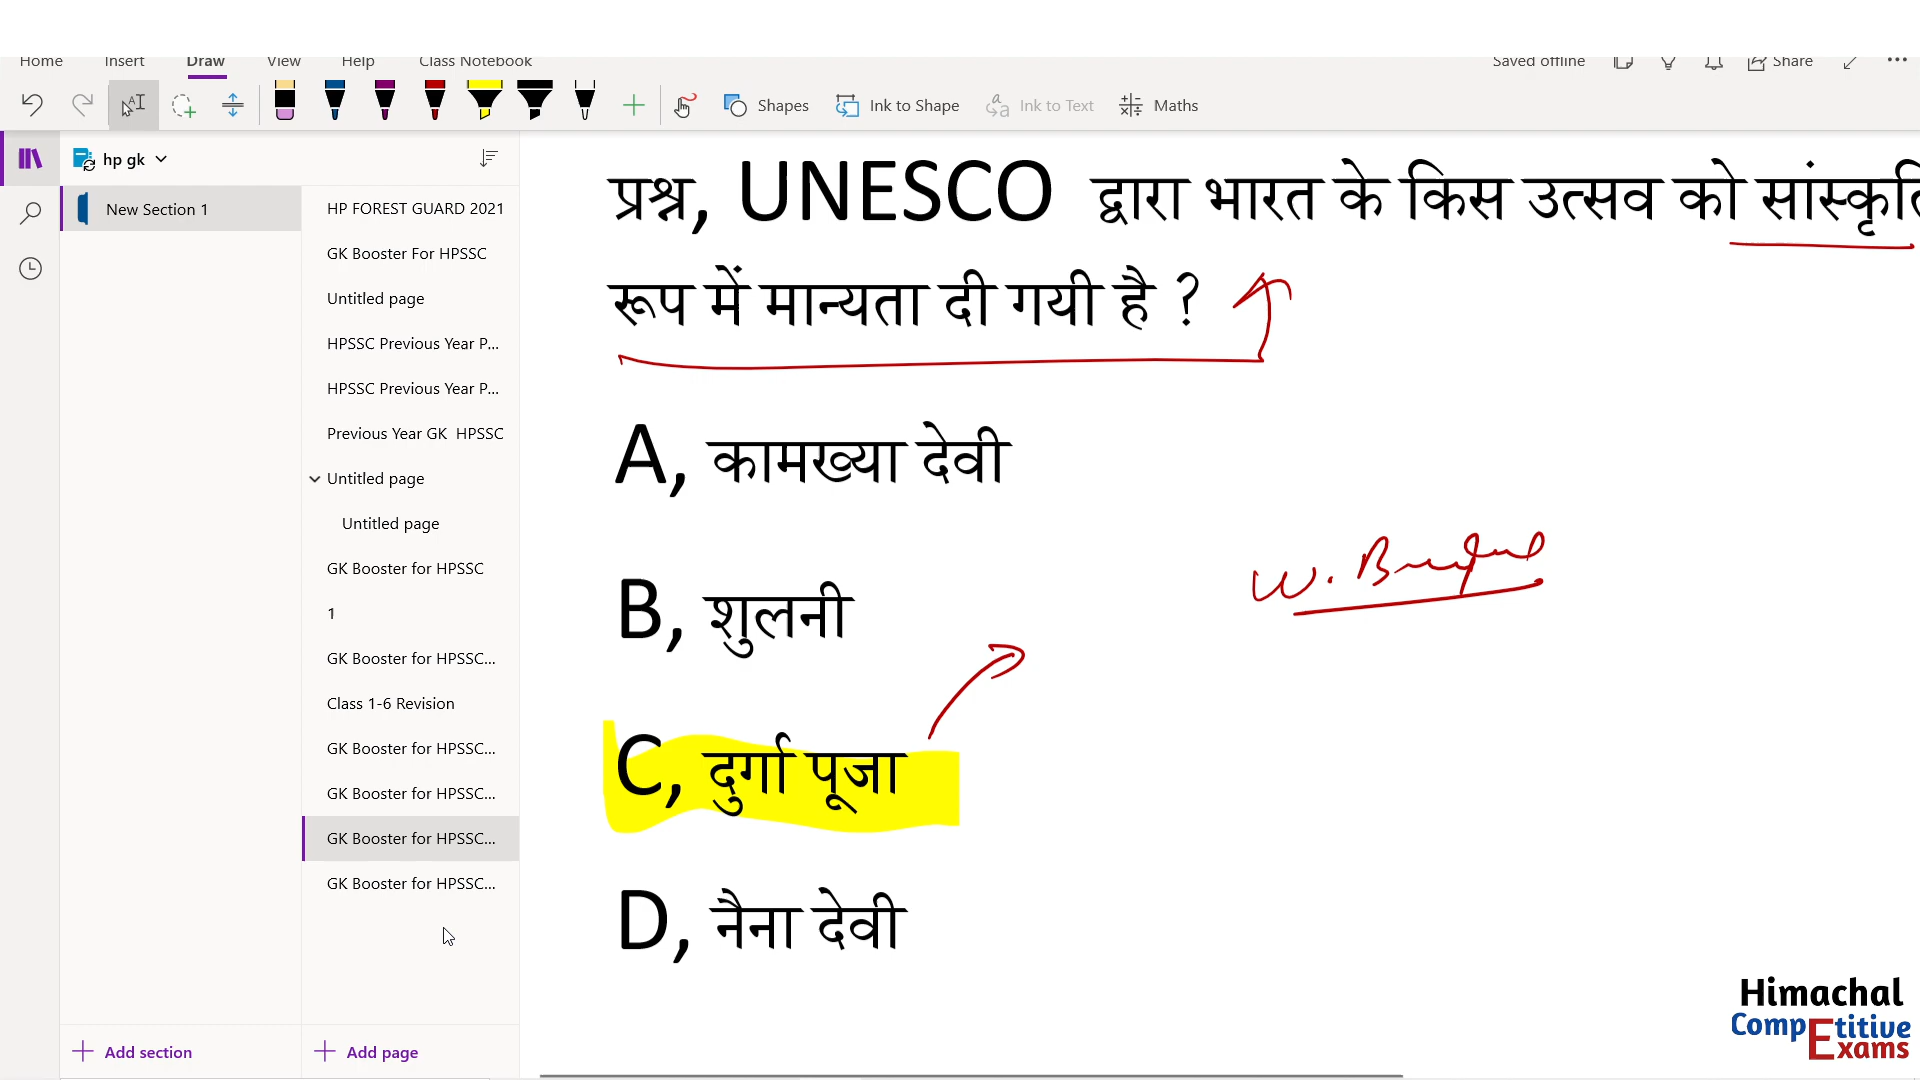 Home Insert Draw View Help Class Notebook Saved offline Share
Shapes Ink to Shape Ink to Text Maths
hp gk
New Section 1
HP FOREST GUARD 2021
GK Booster For HPSSC
Untitled page
HPSSC Previous Year P...
HPSSC Previous Year P...
Previous Year GK HPSSC
Untitled page
Untitled page
GK Booster for HPSSC
1
GK Booster for HPSSC...
Class 1-6 Revision
GK Booster for HPSSC...
GK Booster for HPSSC...
GK Booster for HPSSC...
GK Booster for HPSSC...
Add section
Add page
प्रश्न, UNESCO द्वारा भारत के किस उत्सव को सांस्कृति
रूप में मान्यता दी गयी है ?
A, कामख्या देवी
B, शुलनी
W.
C, दुर्गा पूजा
D, नैना देवी
Himachal
CompEtitive
Exams